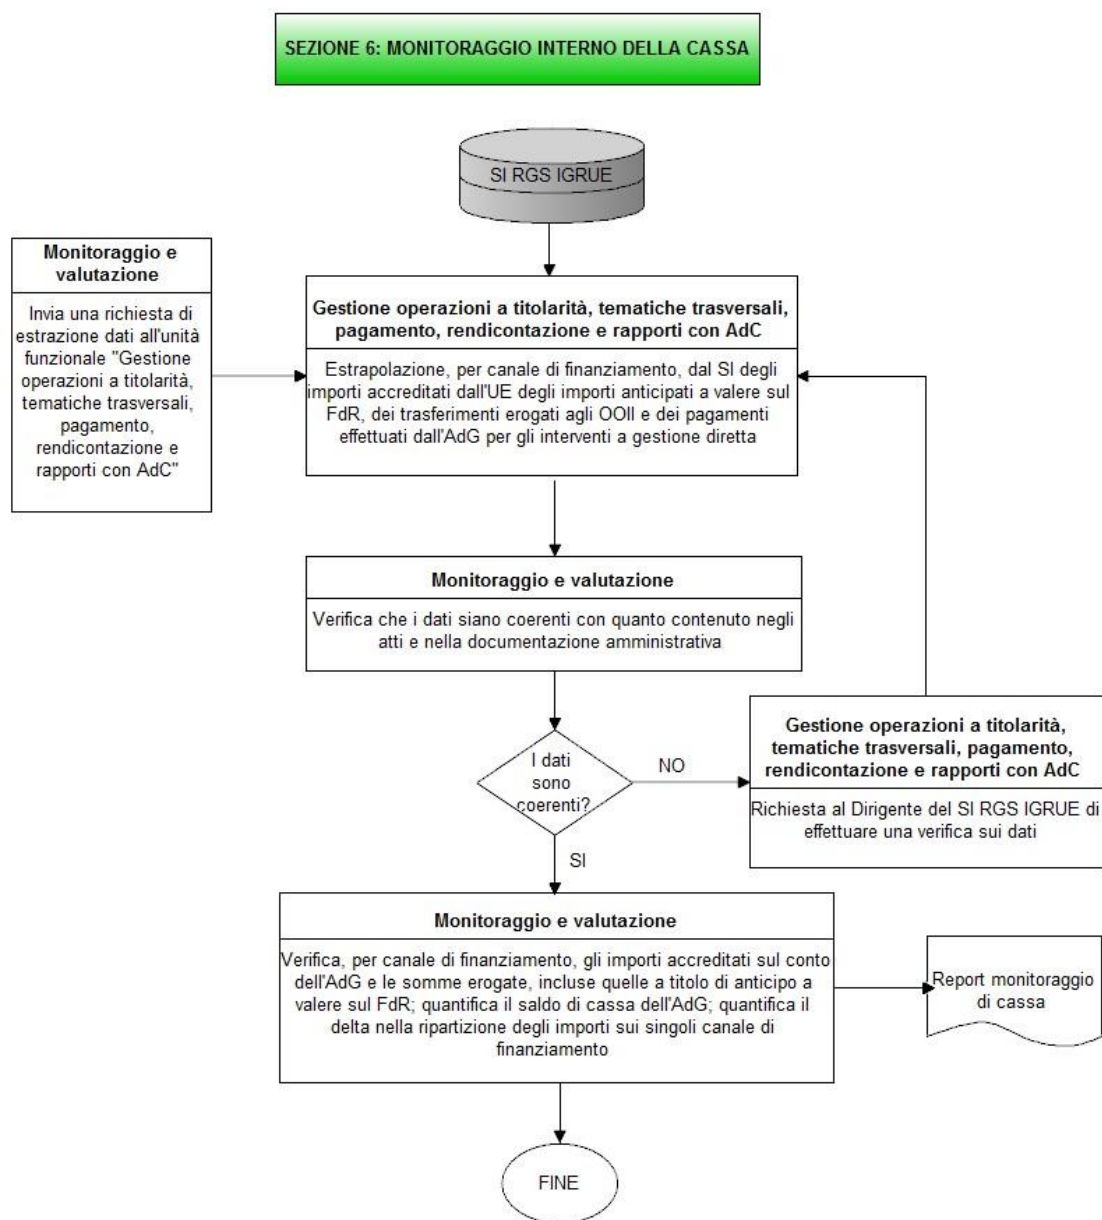 SEZIONE 6: MONITORAGGIO INTERNO DELLA CASSA
SI RGS IGRUE
Monitoraggio e
valutazione
Invia una richiesta di
estrazione dati all'unità
funzionale "Gestione
operazioni a titolarità,
tematiche trasversali,
pagamento,
rendicontazione e
rapporti con AdC"
Gestione operazioni a titolarità, tematiche trasversali,
pagamento, rendicontazione e rapporti con AdC
Estrapolazione, per canale di finanziamento, dal SI degli
importi accreditati dall'UE degli importi anticipati a valere sul
FdR, dei trasferimenti erogati agli OOII e dei pagamenti
effettuati dall'AdG per gli interventi a gestione diretta
Monitoraggio e valutazione
Verifica che i dati siano coerenti con quanto contenuto negli
atti e nella documentazione amministrativa
I dati
sono
coerenti?
NO
Gestione operazioni a titolarità,
tematiche trasversali, pagamento,
rendicontazione e rapporti con AdC
Richiesta al Dirigente del SI RGS IGRUE di
effettuare una verifica sui dati
SI
Monitoraggio e valutazione
Verifica, per canale di finanziamento, gli importi accreditati sul conto
dell'AdG e le somme erogate, incluse quelle a titolo di anticipo a
valere sul FdR; quantifica il saldo di cassa dell'AdG; quantifica il
delta nella ripartizione degli importi sui singoli canale di
finanziamento
Report monitoraggio
di cassa
FINE